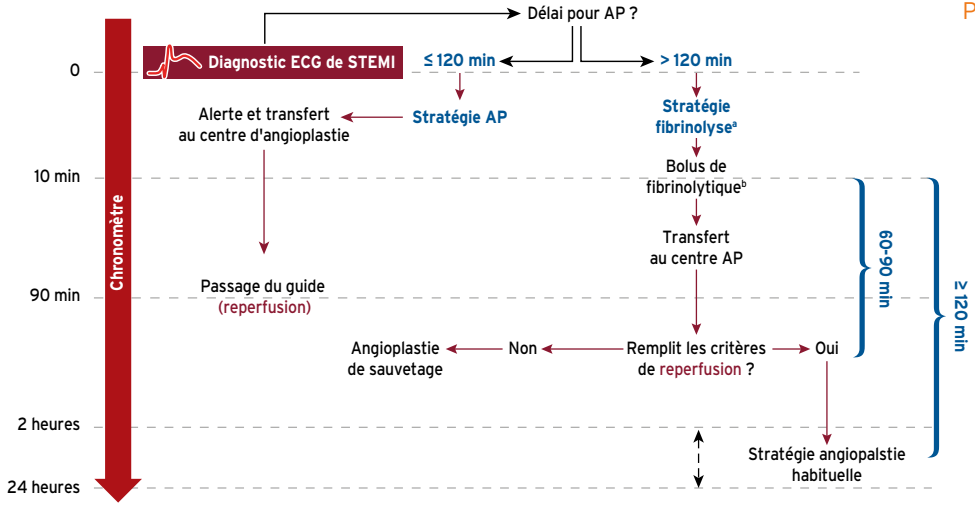 Délai pour AP ?
P
Diagnostic ECG de STEMI
≤ 120 min
> 120 min
0
Alerte et transfert
au centre d'angioplastie
Stratégie AP
Stratégie
fibrinolyseᵃ
10 min
Bolus de
fibrinolytiqueᵇ
Chronomètre
Transfert
au centre AP
60-90 min
≥ 120 min
Passage du guide
(reperfusion)
90 min
Angioplastie
de sauvetage
Non
Remplit les critères
de reperfusion ?
Oui
2 heures
Stratégie angiopalstie
habituelle
24 heures